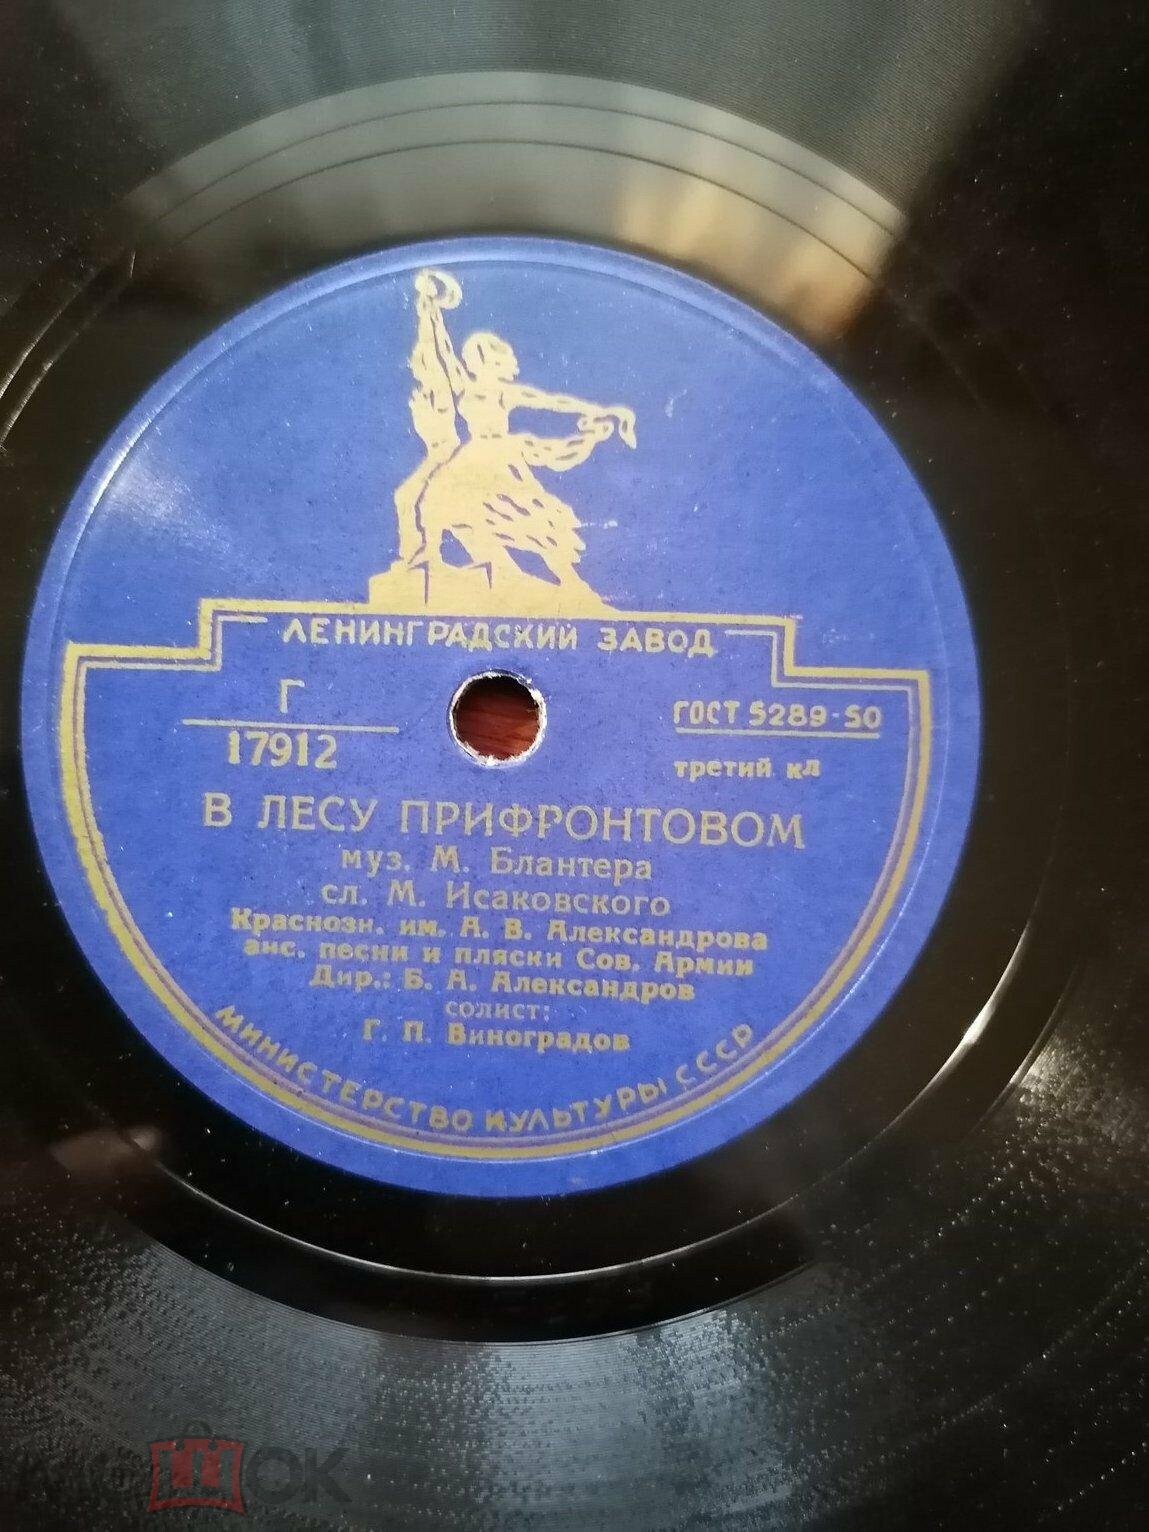 ЛЕНИНГРАДСКИЙ ЗАВОД
Г
17912
ГОСТ 5289-50
третий кл
В ЛЕСУ ПРИФРОНТОВОМ
муз. М. Блантера
сл. М. Исаковского
Краснозн. им. А. В. Александрова
анс. песни и пляски Сов. Армии
Дир.: Б. А. Александров
солист:
Г. П. Виноградов
МИНИСТЕРСТВО КУЛЬТУРЫ СССР
МЕШОК